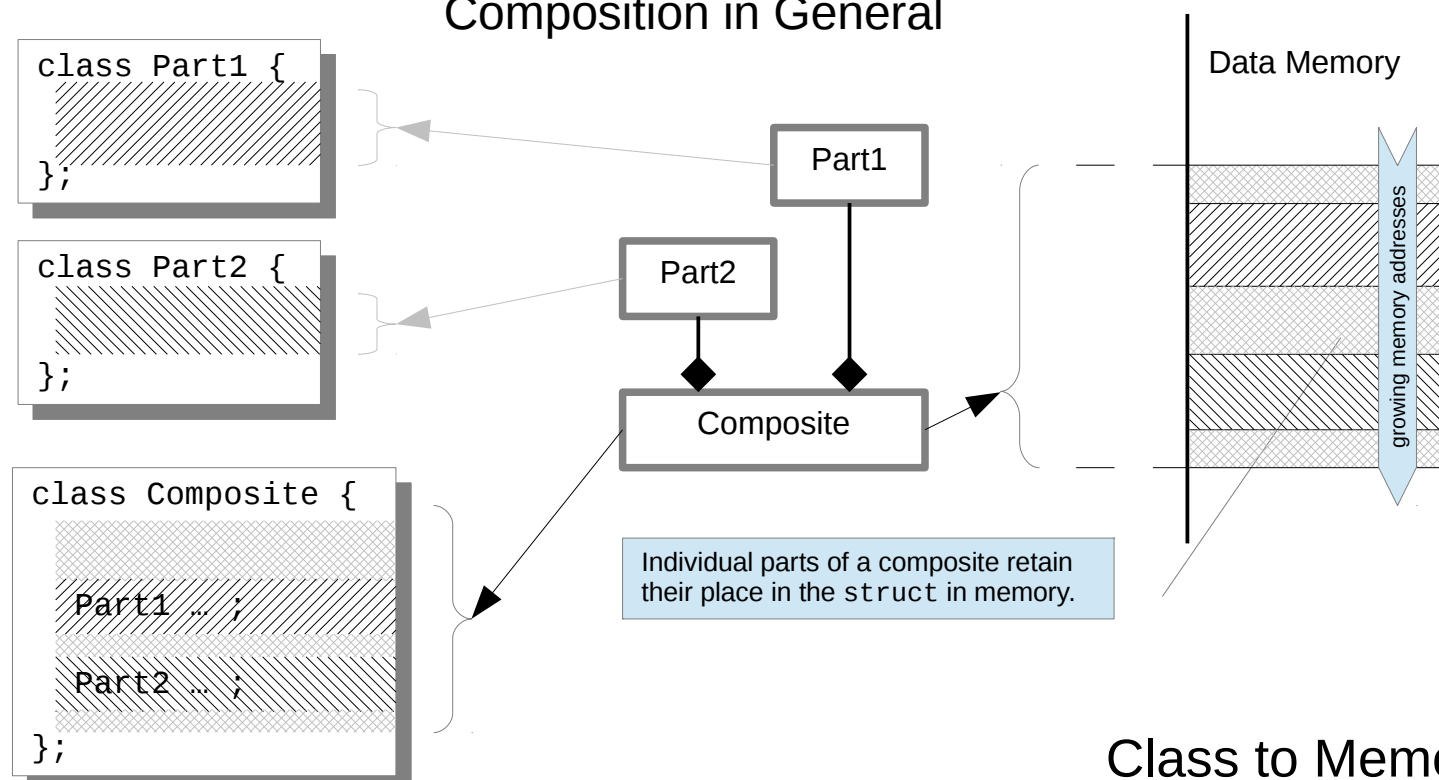 Composition in General
class Part1 {
};
class Part2 {
};
class Composite {
Part1 … ;
Part2 … ;
};
Part1
Part2
Composite
Individual parts of a composite retain
their place in the struct in memory.
Data Memory
growing memory addresses
Class to